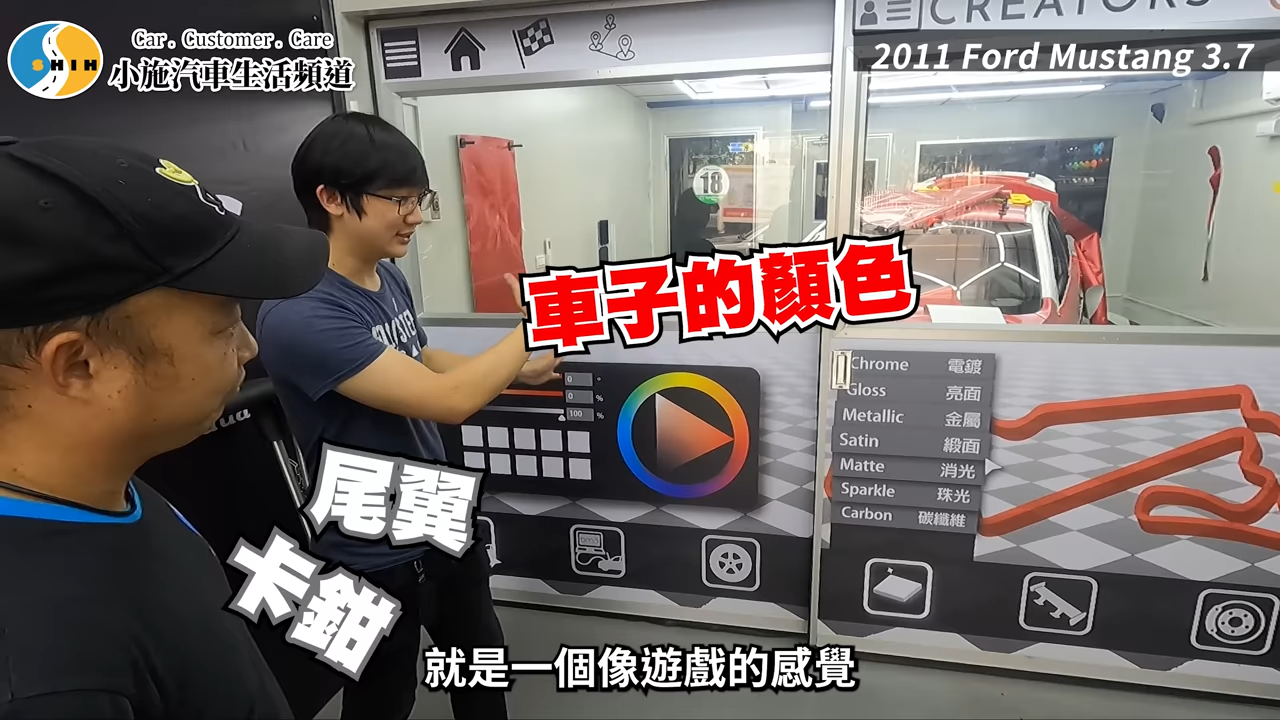 Car . Customer . Care
SHIH
小施汽車生活頻道
CREATORS
2011 Ford Mustang 3.7
18
車子的顏色
0 °
0 %
100 %
Chrome 電鍍
Gloss 亮面
Metallic 金屬
Satin 緞面
Matte 消光
Sparkle 珠光
Carbon 碳纖維
尾翼
卡鉗
就是一個像遊戲的感覺